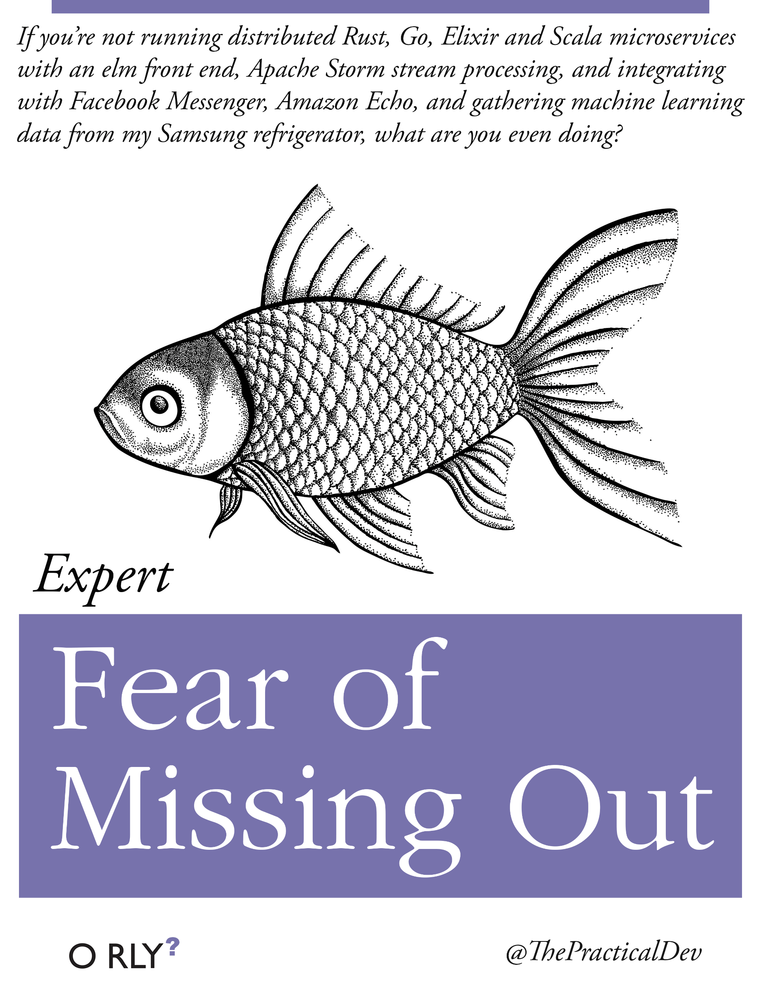 If you're not running distributed Rust, Go, Elixir and Scala microservices
with an elm front end, Apache Storm stream processing, and integrating
with Facebook Messenger, Amazon Echo, and gathering machine learning
data from my Samsung refrigerator, what are you even doing?
Expert
Fear of
Missing Out
O RLY?
@ThePracticalDev